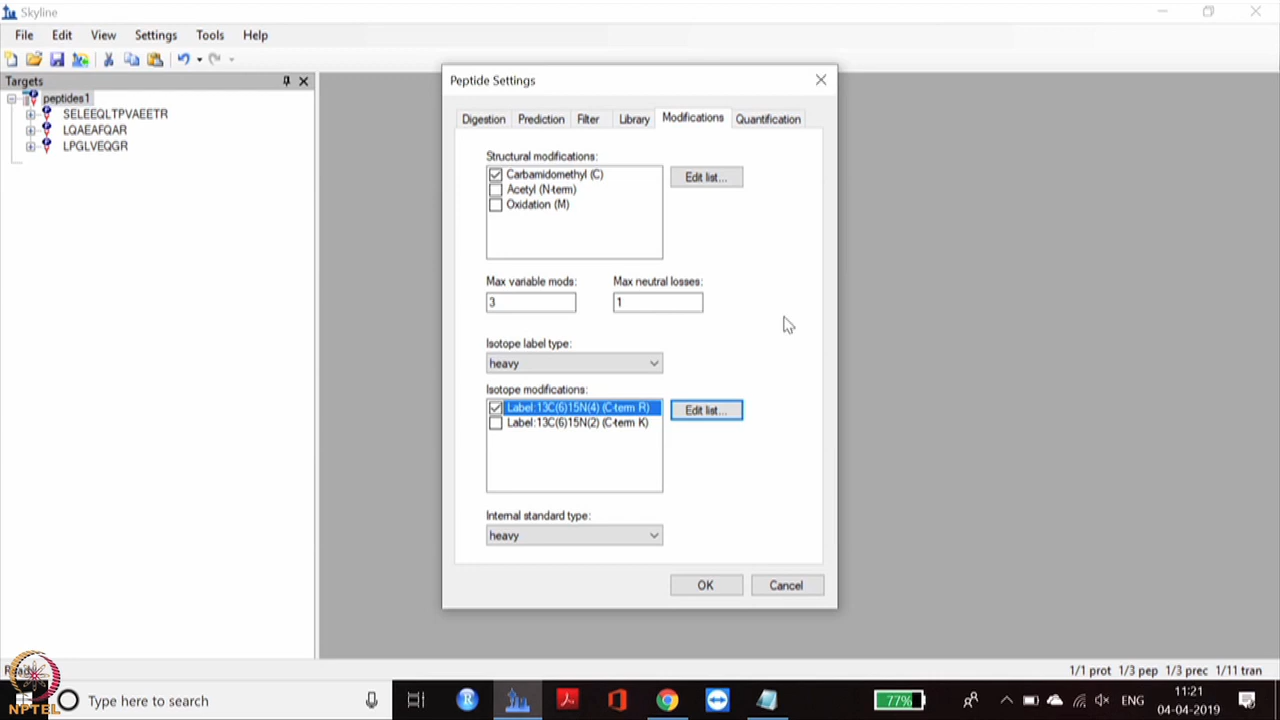 Skyline
File Edit View Settings Tools Help
Targets
peptides1
SELEEQLTPVAEETR
LQAEAFQAR
LPGLVEQGR
Peptide Settings
Digestion Prediction Filter Library Modifications Quantification
Structural modifications:
Carbamidomethyl (C)
Acetyl (N-term)
Oxidation (M)
Edit list...
Max variable mods: Max neutral losses:
3 1
Isotope label type:
heavy
Isotope modifications:
Label:13C(6)15N(4) (C-term R)
Label:13C(6)15N(2) (C-term K)
Edit list...
Internal standard type:
heavy
OK Cancel
1/1 prot 1/3 pep 1/3 prec 1/11 tran
NPTEL
Type here to search
77%
ENG
11:21
04-04-2019